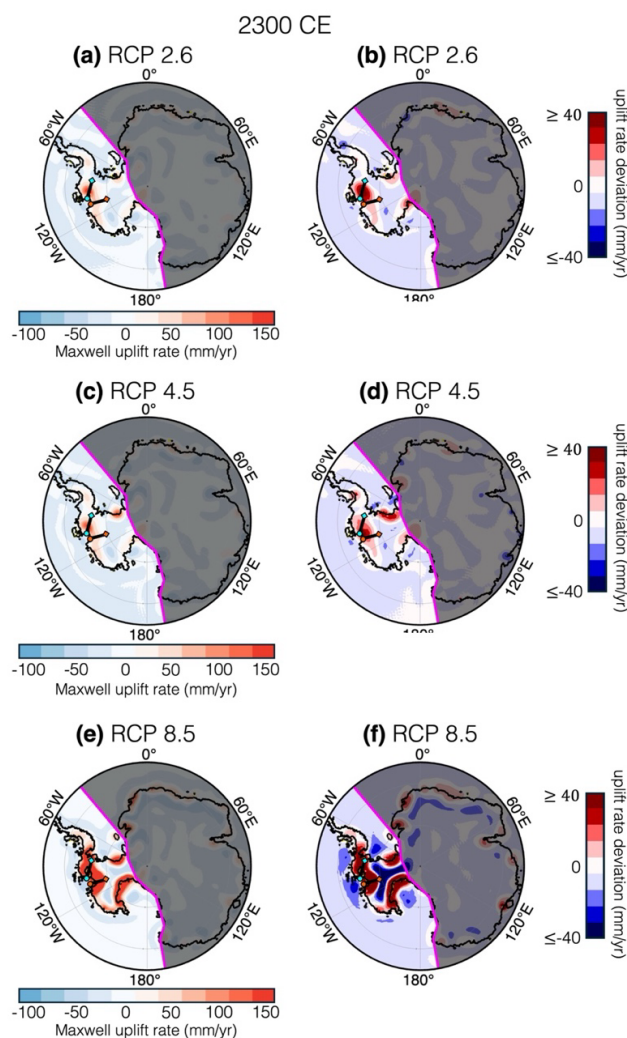 2300 CE
(a) RCP 2.6
(b) RCP 2.6
0°
0°
60°W
60°E
60°W
60°E
120°W
120°E
120°W
120°E
180°
180°
≥ 40
0
≤-40
uplift rate deviation (mm/yr)
-100 -50 0 50 100 150
Maxwell uplift rate (mm/yr)
(c) RCP 4.5
(d) RCP 4.5
0°
0°
60°W
60°E
60°W
60°E
120°W
120°E
120°W
120°E
180°
180°
≥ 40
0
≤-40
uplift rate deviation (mm/yr)
-100 -50 0 50 100 150
Maxwell uplift rate (mm/yr)
(e) RCP 8.5
(f) RCP 8.5
0°
0°
60°W
60°E
60°W
60°E
120°W
120°E
120°W
120°E
180°
180°
≥ 40
0
≤-40
uplift rate deviation (mm/yr)
-100 -50 0 50 100 150
Maxwell uplift rate (mm/yr)